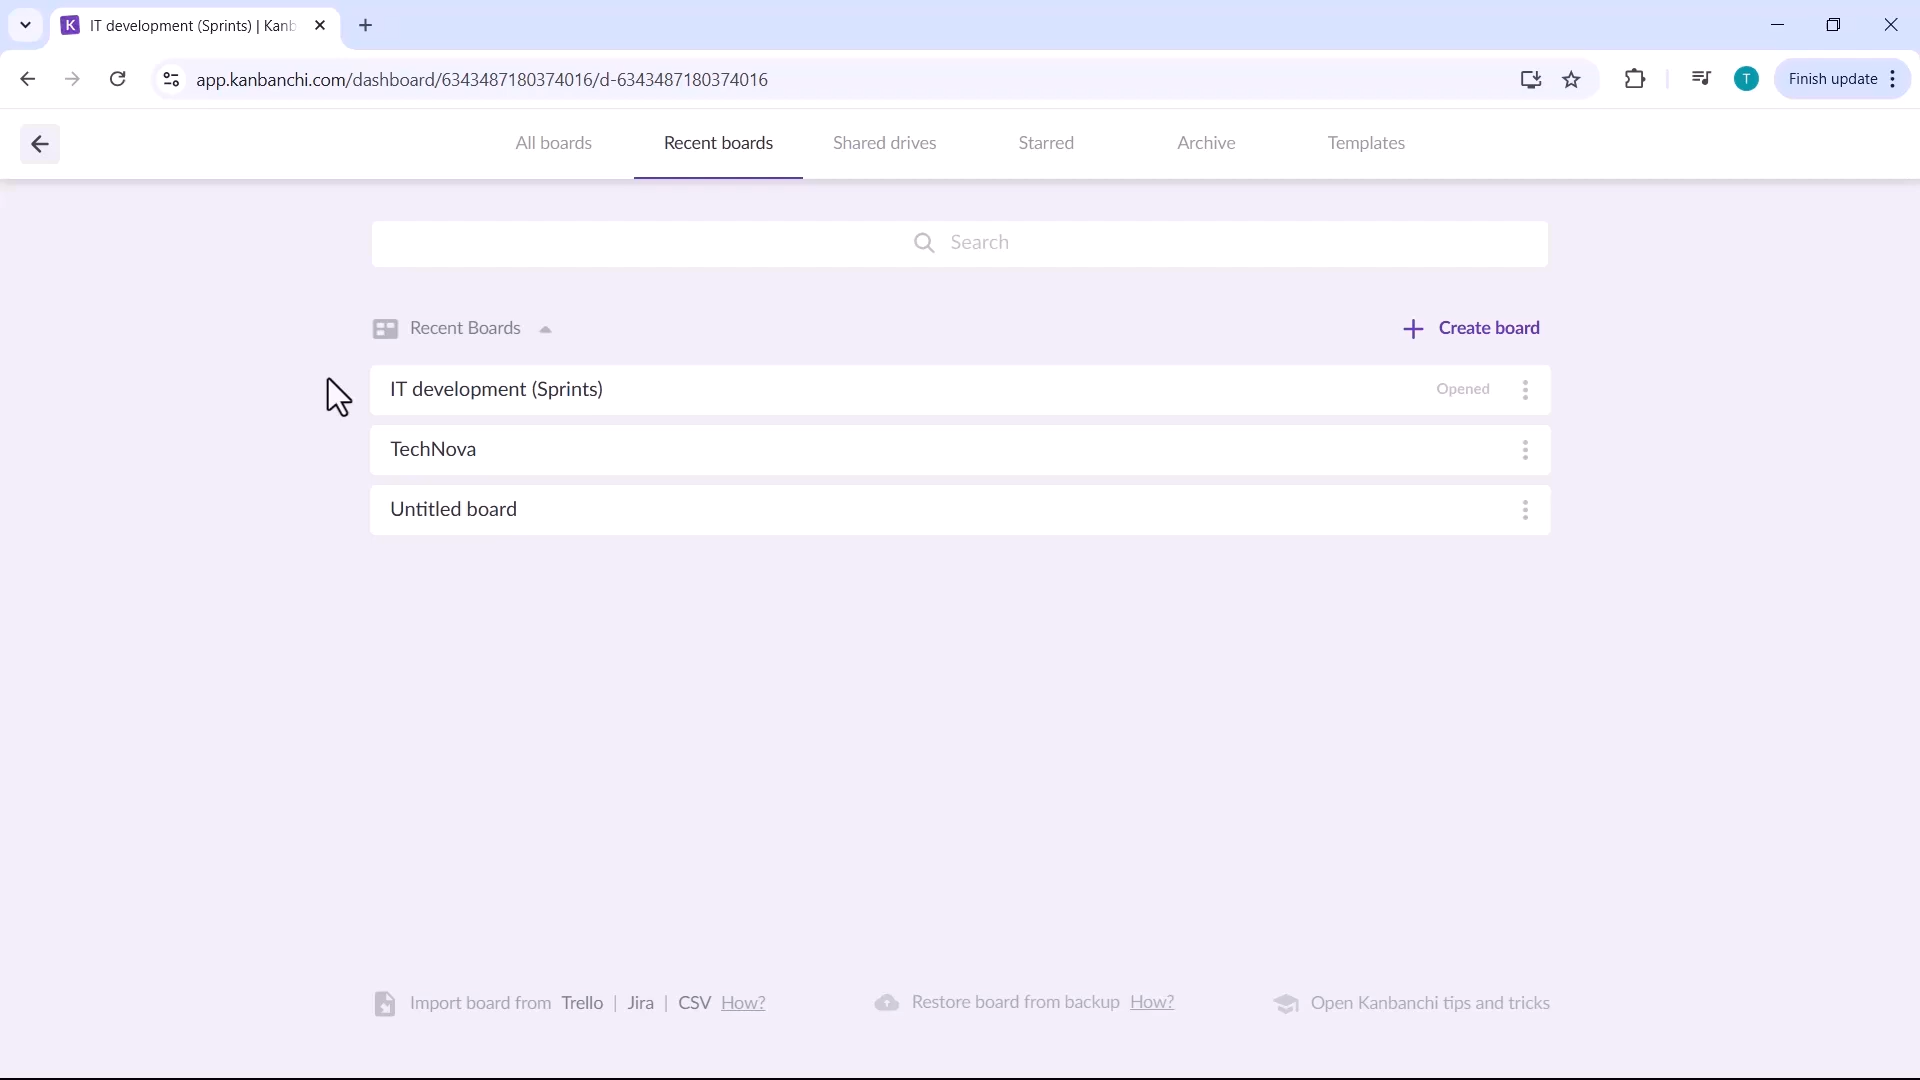 K IT development (Sprints) | Kanb
app.kanbanchi.com/dashboard/6343487180374016/d-6343487180374016
T
Finish update
All boards
Recent boards
Shared drives
Starred
Archive
Templates
Search
Recent Boards
Create board
IT development (Sprints)
Opened
TechNova
Untitled board
Import board from Trello | Jira | CSV How?
Restore board from backup How?
Open Kanbanchi tips and tricks